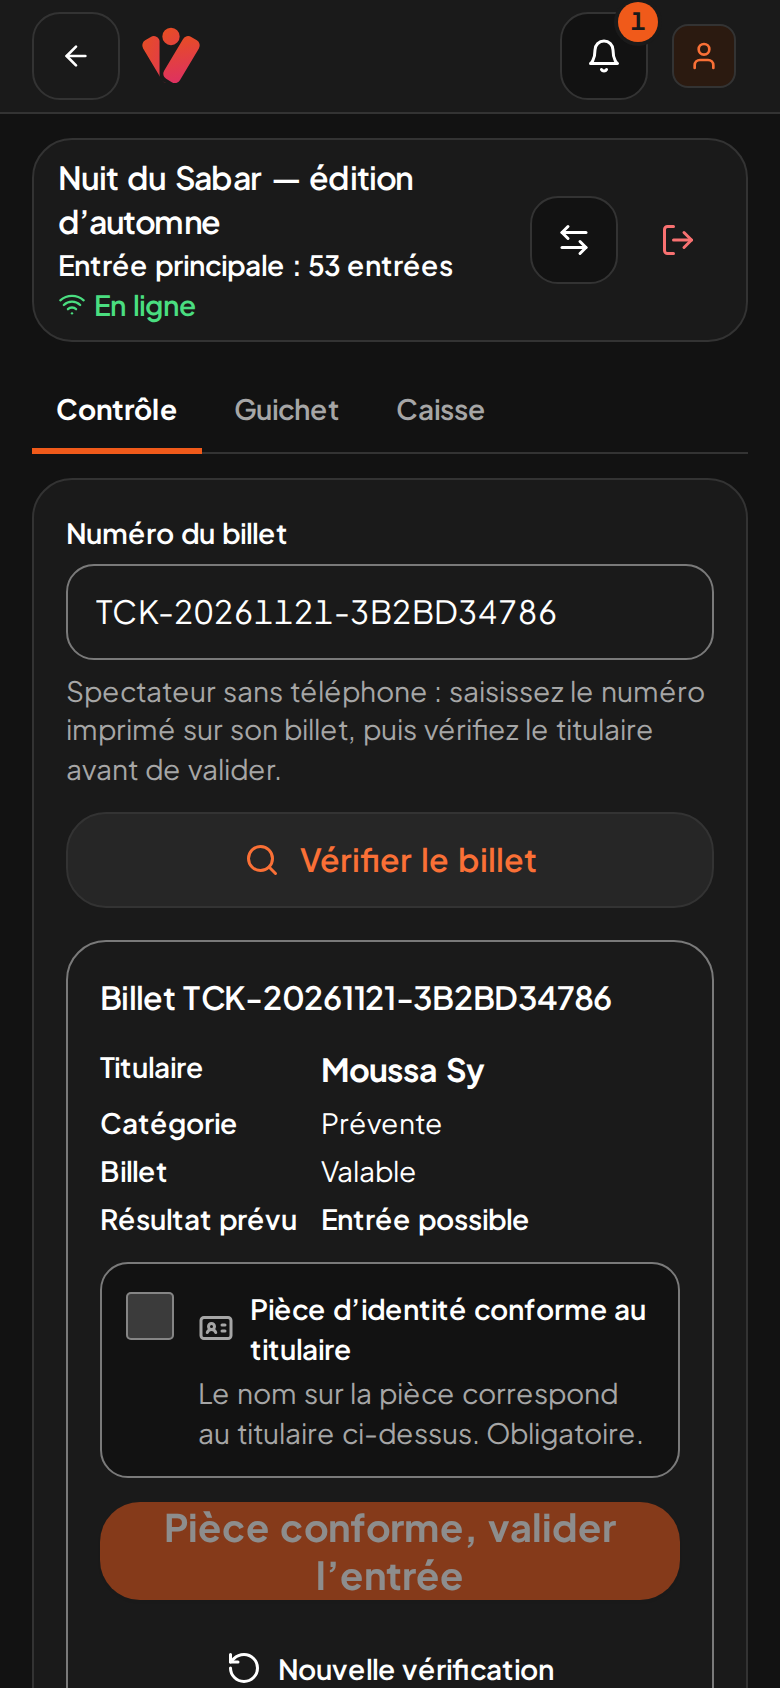 1
Nuit du Sabar — édition
d’automne
Entrée principale : 53 entrées
En ligne
Contrôle Guichet Caisse
Numéro du billet
TCK-20261121-3B2BD34786
Spectateur sans téléphone : saisissez le numéro
imprimé sur son billet, puis vérifiez le titulaire
avant de valider.
Vérifier le billet
Billet TCK-20261121-3B2BD34786
Titulaire Moussa Sy
Catégorie Prévente
Billet Valable
Résultat prévu Entrée possible
Pièce d’identité conforme au
titulaire
Le nom sur la pièce correspond
au titulaire ci-dessus. Obligatoire.
Pièce conforme, valider
l’entrée
Nouvelle vérification